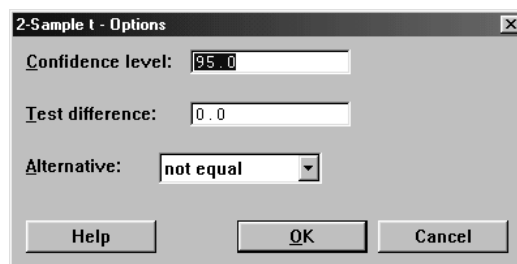 2-Sample t - Options
Confidence level: 95.0
Test difference: 0.0
Alternative: not equal
Help OK Cancel